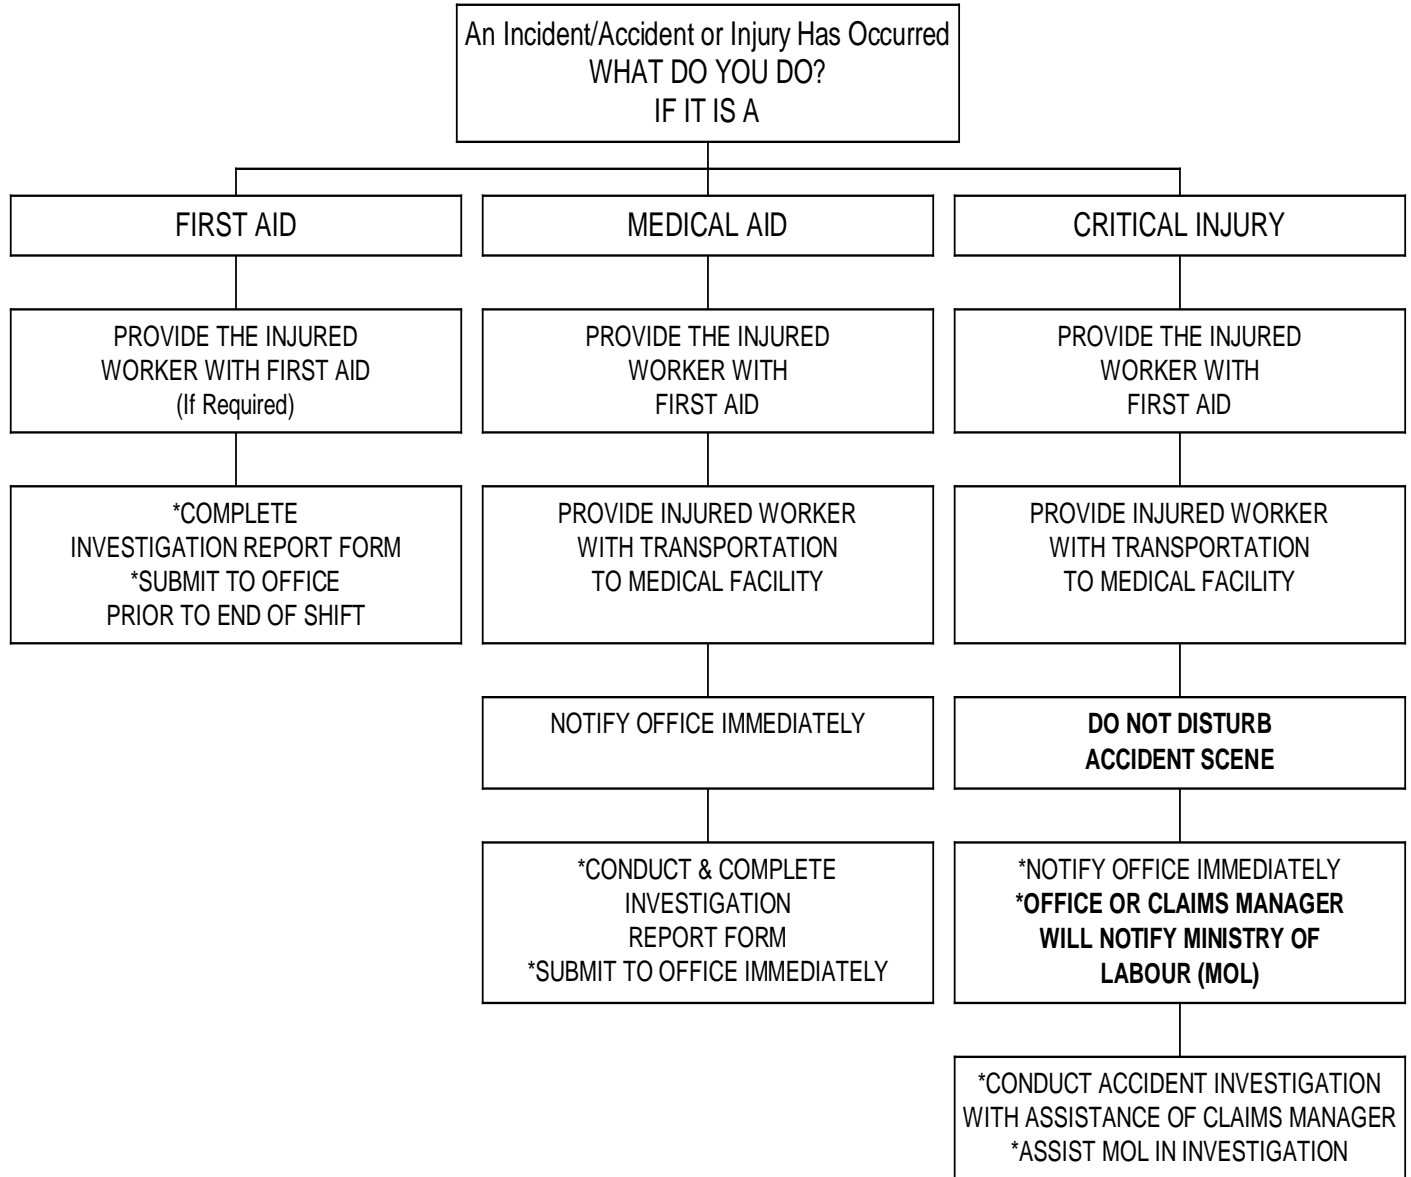 An Incident/Accident or Injury Has Occurred
WHAT DO YOU DO?
IF IT IS A
FIRST AID
MEDICAL AID
CRITICAL INJURY
PROVIDE THE INJURED
WORKER WITH FIRST AID
(If Required)
PROVIDE THE INJURED
WORKER WITH
FIRST AID
PROVIDE THE INJURED
WORKER WITH
FIRST AID
*COMPLETE
INVESTIGATION REPORT FORM
*SUBMIT TO OFFICE
PRIOR TO END OF SHIFT
PROVIDE INJURED WORKER
WITH TRANSPORTATION
TO MEDICAL FACILITY
PROVIDE INJURED WORKER
WITH TRANSPORTATION
TO MEDICAL FACILITY
NOTIFY OFFICE IMMEDIATELY
DO NOT DISTURB
ACCIDENT SCENE
*CONDUCT & COMPLETE
INVESTIGATION
REPORT FORM
*SUBMIT TO OFFICE IMMEDIATELY
*NOTIFY OFFICE IMMEDIATELY
*OFFICE OR CLAIMS MANAGER
WILL NOTIFY MINISTRY OF
LABOUR (MOL)
*CONDUCT ACCIDENT INVESTIGATION
WITH ASSISTANCE OF CLAIMS MANAGER
*ASSIST MOL IN INVESTIGATION